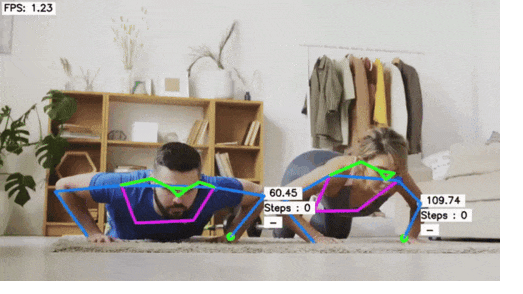 FPS: 1.23
60.45
Steps : 0
–
109.74
Steps : 0
–